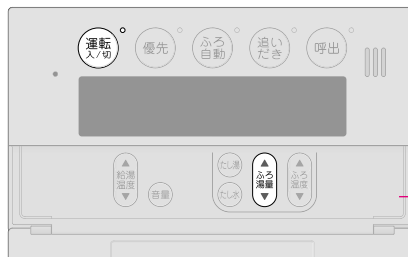 運転
入/切
優先
ふろ
自動
追い
だき
呼出
給湯
温度
音量
たし湯
たし水
ふろ
湯量
ふろ
温度